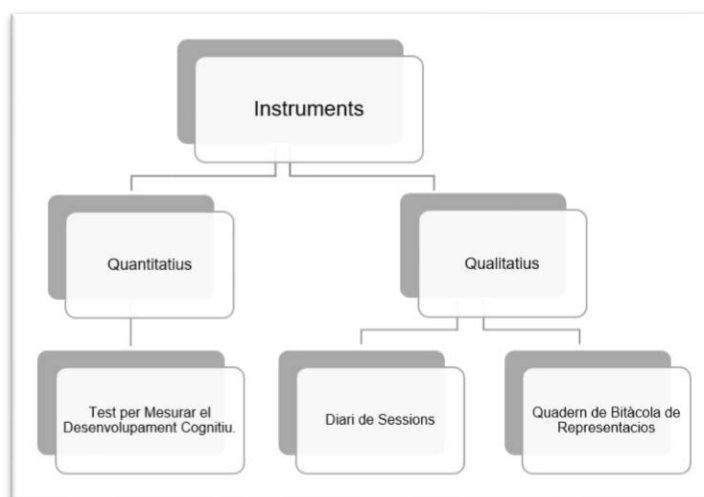 Instruments
Quantitatius
Qualitatius
Test per Mesurar el
Desenvolupament Cognitiu.
Diari de Sessions
Quadern de Bitàcola de
Representacios